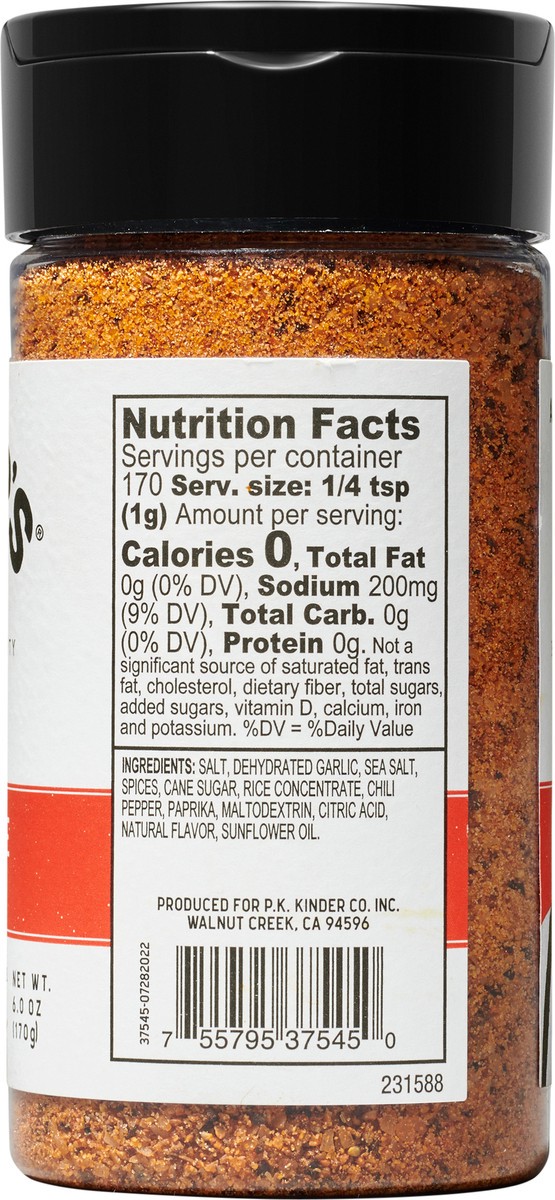 'S®
TY
Nutrition Facts
Servings per container
170 Serv. size: 1/4 tsp
(1g) Amount per serving:
Calories 0, Total Fat
0g (0% DV), Sodium 200mg
(9% DV), Total Carb. 0g
(0% DV), Protein 0g. Not a
significant source of saturated fat, trans
fat, cholesterol, dietary fiber, total sugars,
added sugars, vitamin D, calcium, iron
and potassium. %DV = %Daily Value
INGREDIENTS: SALT, DEHYDRATED GARLIC, SEA SALT,
SPICES, CANE SUGAR, RICE CONCENTRATE, CHILI
PEPPER, PAPRIKA, MALTODEXTRIN, CITRIC ACID,
NATURAL FLAVOR, SUNFLOWER OIL.
PRODUCED FOR P.K. KINDER CO. INC.
WALNUT CREEK, CA 94596
37545-07282022
7 55795 37545 0
231588
NET WT.
6.0 OZ
(170g)